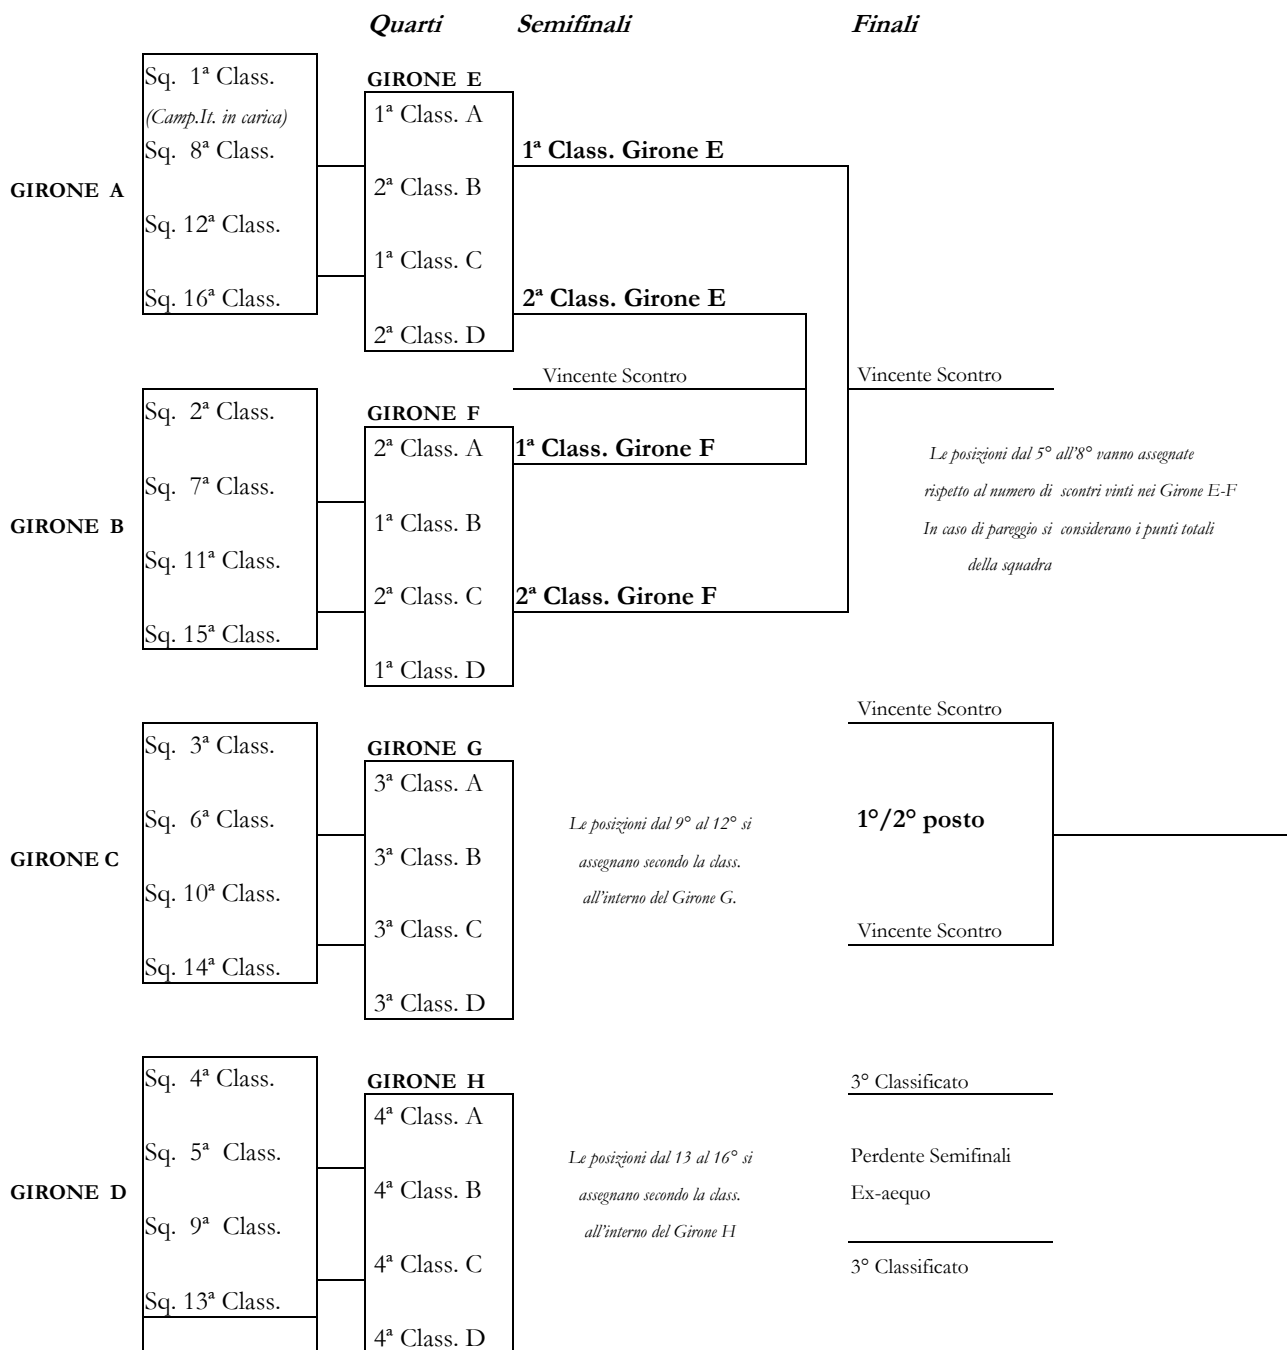 Quarti
Semifinali
Finali
GIRONE A
Sq. 1ª Class.
(Camp.It. in carica)
Sq. 8ª Class.
Sq. 12ª Class.
Sq. 16ª Class.
GIRONE E
1ª Class. A
2ª Class. B
1ª Class. C
2ª Class. D
1ª Class. Girone E
2ª Class. Girone E
Vincente Scontro
Vincente Scontro
GIRONE B
Sq. 2ª Class.
Sq. 7ª Class.
Sq. 11ª Class.
Sq. 15ª Class.
GIRONE F
2ª Class. A
1ª Class. B
2ª Class. C
1ª Class. D
1ª Class. Girone F
2ª Class. Girone F
Le posizioni dal 5° all'8° vanno assegnate
rispetto al numero di scontri vinti nei Girone E-F
In caso di pareggio si considerano i punti totali
della squadra
GIRONE C
Sq. 3ª Class.
Sq. 6ª Class.
Sq. 10ª Class.
Sq. 14ª Class.
GIRONE G
3ª Class. A
3ª Class. B
3ª Class. C
3ª Class. D
Le posizioni dal 9° al 12° si
assegnano secondo la class.
all'interno del Girone G.
Vincente Scontro
1°/2° posto
Vincente Scontro
GIRONE D
Sq. 4ª Class.
Sq. 5ª Class.
Sq. 9ª Class.
Sq. 13ª Class.
GIRONE H
4ª Class. A
4ª Class. B
4ª Class. C
4ª Class. D
Le posizioni dal 13 al 16° si
assegnano secondo la class.
all'interno del Girone H
3° Classificato
Perdente Semifinali
Ex-aequo
3° Classificato